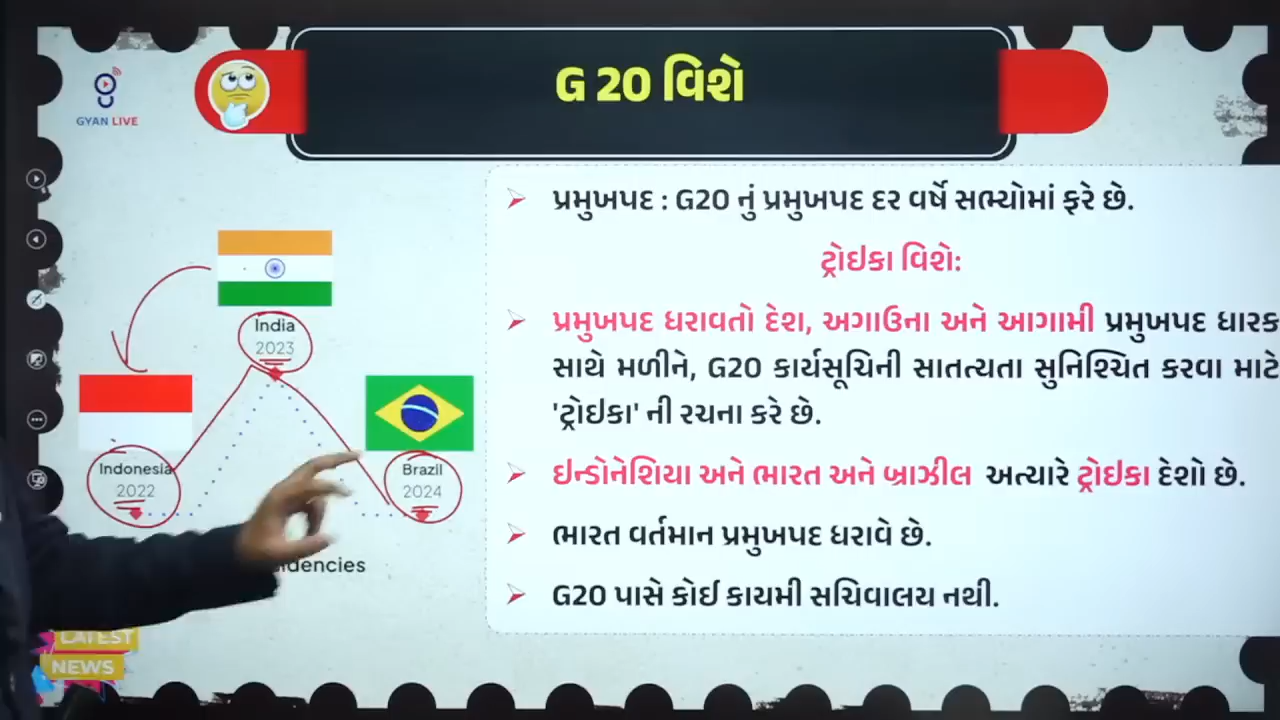 G 20 વિશે
GYAN LIVE
પ્રમુખપદ : G20 નું પ્રમુખપદ દર વર્ષે સભ્યોમાં ફરે છે.
ટ્રોઇકા વિશે:
પ્રમુખપદ ધરાવતો દેશ, અગાઉના અને આગામી પ્રમુખપદ ધારક
સાથે મળીને, G20 કાર્યસૂચિની સાતત્યતા સુનિશ્ચિત કરવા માટે
'ટ્રોઇકા' ની રચના કરે છે.
ઇન્ડોનેશિયા અને ભારત અને બ્રાઝીલ અત્યારે ટ્રોઇકા દેશો છે.
ભારત વર્તમાન પ્રમુખપદ ધરાવે છે.
G20 પાસે કોઈ કાયમી સચિવાલય નથી.
India
2023
Indonesia
2022
Brazil
2024
LATEST
NEWS